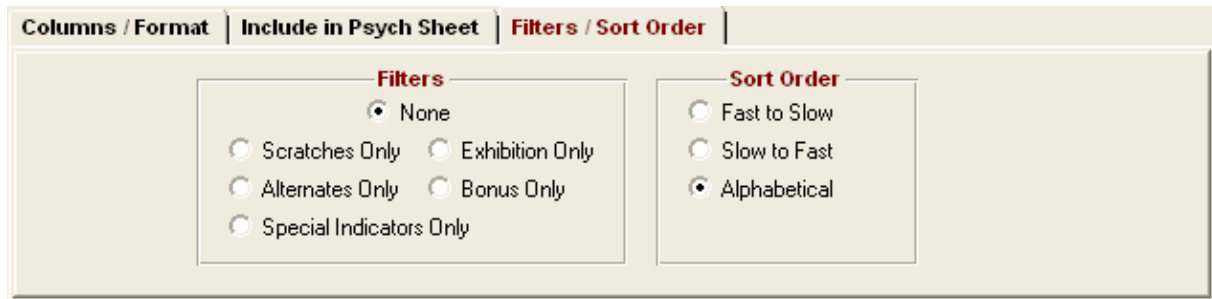 Columns / Format Include in Psych Sheet Filters / Sort Order
Filters
None
Scratches Only Exhibition Only
Alternates Only Bonus Only
Special Indicators Only
Sort Order
Fast to Slow
Slow to Fast
Alphabetical